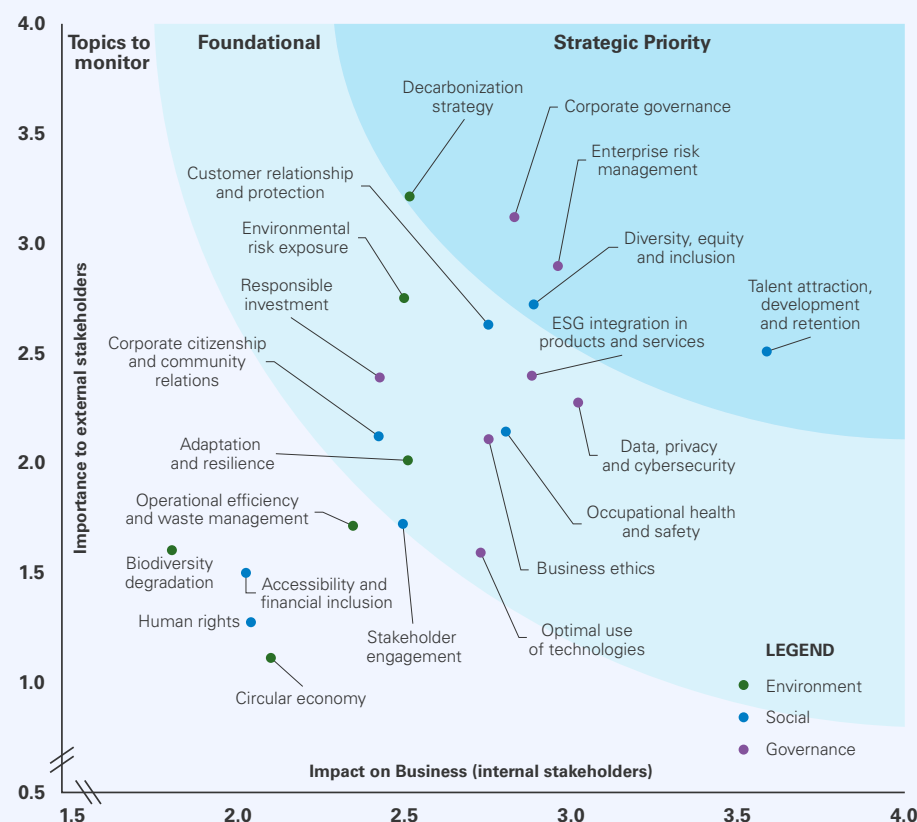 4.0
Topics to
monitor
Foundational
Strategic Priority
Decarbonization
strategy
Corporate governance
3.5
Enterprise risk
management
Customer relationship
and protection
3.0
Environmental
risk exposure
Diversity, equity
and inclusion
Responsible
investment
Talent attraction,
development
and retention
ESG integration in
products and services
2.5
Corporate citizenship
and community
relations
Importance to external stakeholders
Adaptation
and resilience
Data, privacy
and cybersecurity
2.0
Operational efficiency
and waste management
Occupational health
and safety
Biodiversity
degradation
1.5
Business ethics
Accessibility and
financial inclusion
Human rights
Stakeholder
engagement
Optimal use
of technologies
1.0
Circular economy
LEGEND
Environment
Social
Governance
Impact on Business (internal stakeholders)
0.5
1.5
2.0
2.5
3.0
3.5
4.0